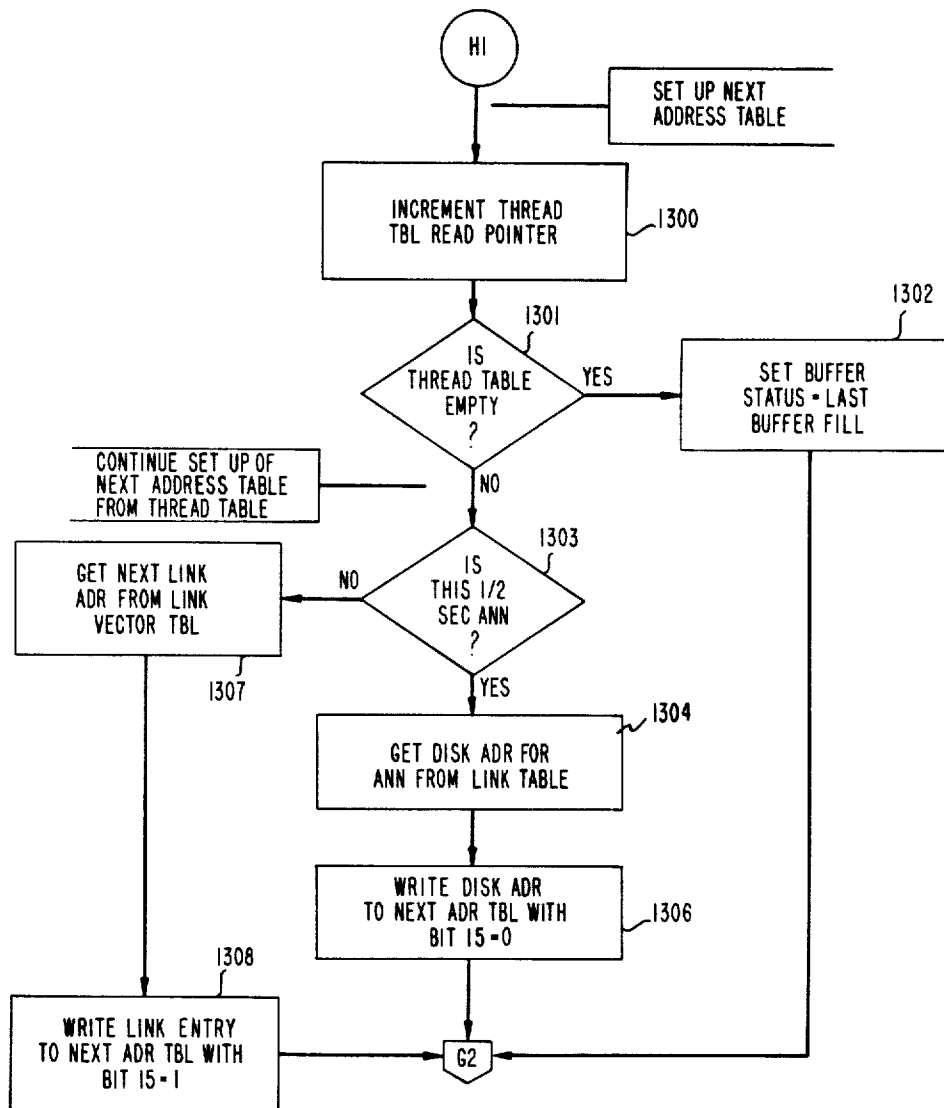 H1
SET UP NEXT
ADDRESS TABLE
INCREMENT THREAD
TBL READ POINTER
1300
1301
IS
THREAD TABLE
EMPTY
?
YES
1302
SET BUFFER
STATUS = LAST
BUFFER FILL
NO
CONTINUE SET UP OF
NEXT ADDRESS TABLE
FROM THREAD TABLE
1303
IS
THIS 1/2
SEC ANN
?
NO
GET NEXT LINK
ADR FROM LINK
VECTOR TBL
1307
YES
1304
GET DISK ADR FOR
ANN FROM LINK TABLE
WRITE DISK ADR
TO NEXT ADR TBL WITH
BIT 15=0
1306
1308
WRITE LINK ENTRY
TO NEXT ADR TBL WITH
BIT 15=1
G2